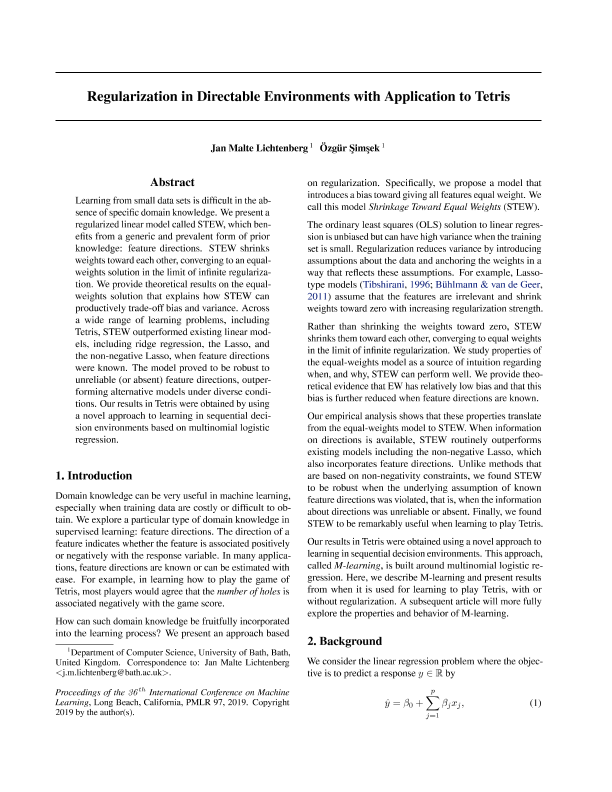 Regularization in Directable Environments with Application to Tetris
Jan Malte Lichtenberg 1 Özgür Şimşek 1
Abstract
Learning from small data sets is difficult in the ab-
sence of specific domain knowledge. We present a
regularized linear model called STEW, which ben-
efits from a generic and prevalent form of prior
knowledge: feature directions. STEW shrinks
weights toward each other, converging to an equal-
weights solution in the limit of infinite regulariza-
tion. We provide theoretical results on the equal-
weights solution that explains how STEW can
productively trade-off bias and variance. Across
a wide range of learning problems, including
Tetris, STEW outperformed existing linear mod-
els, including ridge regression, the Lasso, and
the non-negative Lasso, when feature directions
were known. The model proved to be robust to
unreliable (or absent) feature directions, outper-
forming alternative models under diverse condi-
tions. Our results in Tetris were obtained by using
a novel approach to learning in sequential deci-
sion environments based on multinomial logistic
regression.
1. Introduction
Domain knowledge can be very useful in machine learning,
especially when training data are costly or difficult to ob-
tain. We explore a particular type of domain knowledge in
supervised learning: feature directions. The direction of a
feature indicates whether the feature is associated positively
or negatively with the response variable. In many applica-
tions, feature directions are known or can be estimated with
ease. For example, in learning how to play the game of
Tetris, most players would agree that the number of holes is
associated negatively with the game score.
How can such domain knowledge be fruitfully incorporated
into the learning process? We present an approach based
1Department of Computer Science, University of Bath, Bath,
United Kingdom. Correspondence to: Jan Malte Lichtenberg
<j.m.lichtenberg@bath.ac.uk>.
Proceedings of the 36th International Conference on Machine
Learning, Long Beach, California, PMLR 97, 2019. Copyright
2019 by the author(s).
on regularization. Specifically, we propose a model that
introduces a bias toward giving all features equal weight. We
call this model Shrinkage Toward Equal Weights (STEW).
The ordinary least squares (OLS) solution to linear regres-
sion is unbiased but can have high variance when the training
set is small. Regularization reduces variance by introducing
assumptions about the data and anchoring the weights in a
way that reflects these assumptions. For example, Lasso-
type models (Tibshirani, 1996; Bühlmann & van de Geer,
2011) assume that the features are irrelevant and shrink
weights toward zero with increasing regularization strength.
Rather than shrinking the weights toward zero, STEW
shrinks them toward each other, converging to equal weights
in the limit of infinite regularization. We study properties of
the equal-weights model as a source of intuition regarding
when, and why, STEW can perform well. We provide theo-
retical evidence that EW has relatively low bias and that this
bias is further reduced when feature directions are known.
Our empirical analysis shows that these properties translate
from the equal-weights model to STEW. When information
on directions is available, STEW routinely outperforms
existing models including the non-negative Lasso, which
also incorporates feature directions. Unlike methods that
are based on non-negativity constraints, we found STEW
to be robust when the underlying assumption of known
feature directions was violated, that is, when the information
about directions was unreliable or absent. Finally, we found
STEW to be remarkably useful when learning to play Tetris.
Our results in Tetris were obtained using a novel approach to
learning in sequential decision environments. This approach,
called M-learning, is built around multinomial logistic re-
gression. Here, we describe M-learning and present results
from when it is used for learning to play Tetris, with or
without regularization. A subsequent article will more fully
explore the properties and behavior of M-learning.
2. Background
We consider the linear regression problem where the objec-
tive is to predict a response y ∈ ℝ by
ŷ = β0 + ∑_{j=1}^{p} βj xj, (1)